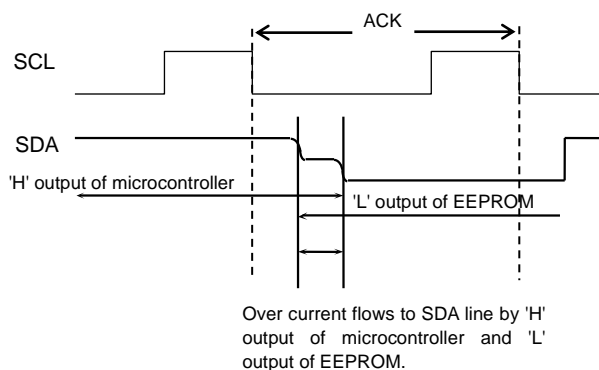 ACK
SCL
SDA
'H' output of microcontroller
'L' output of EEPROM
Over current flows to SDA line by 'H'
output of microcontroller and 'L'
output of EEPROM.